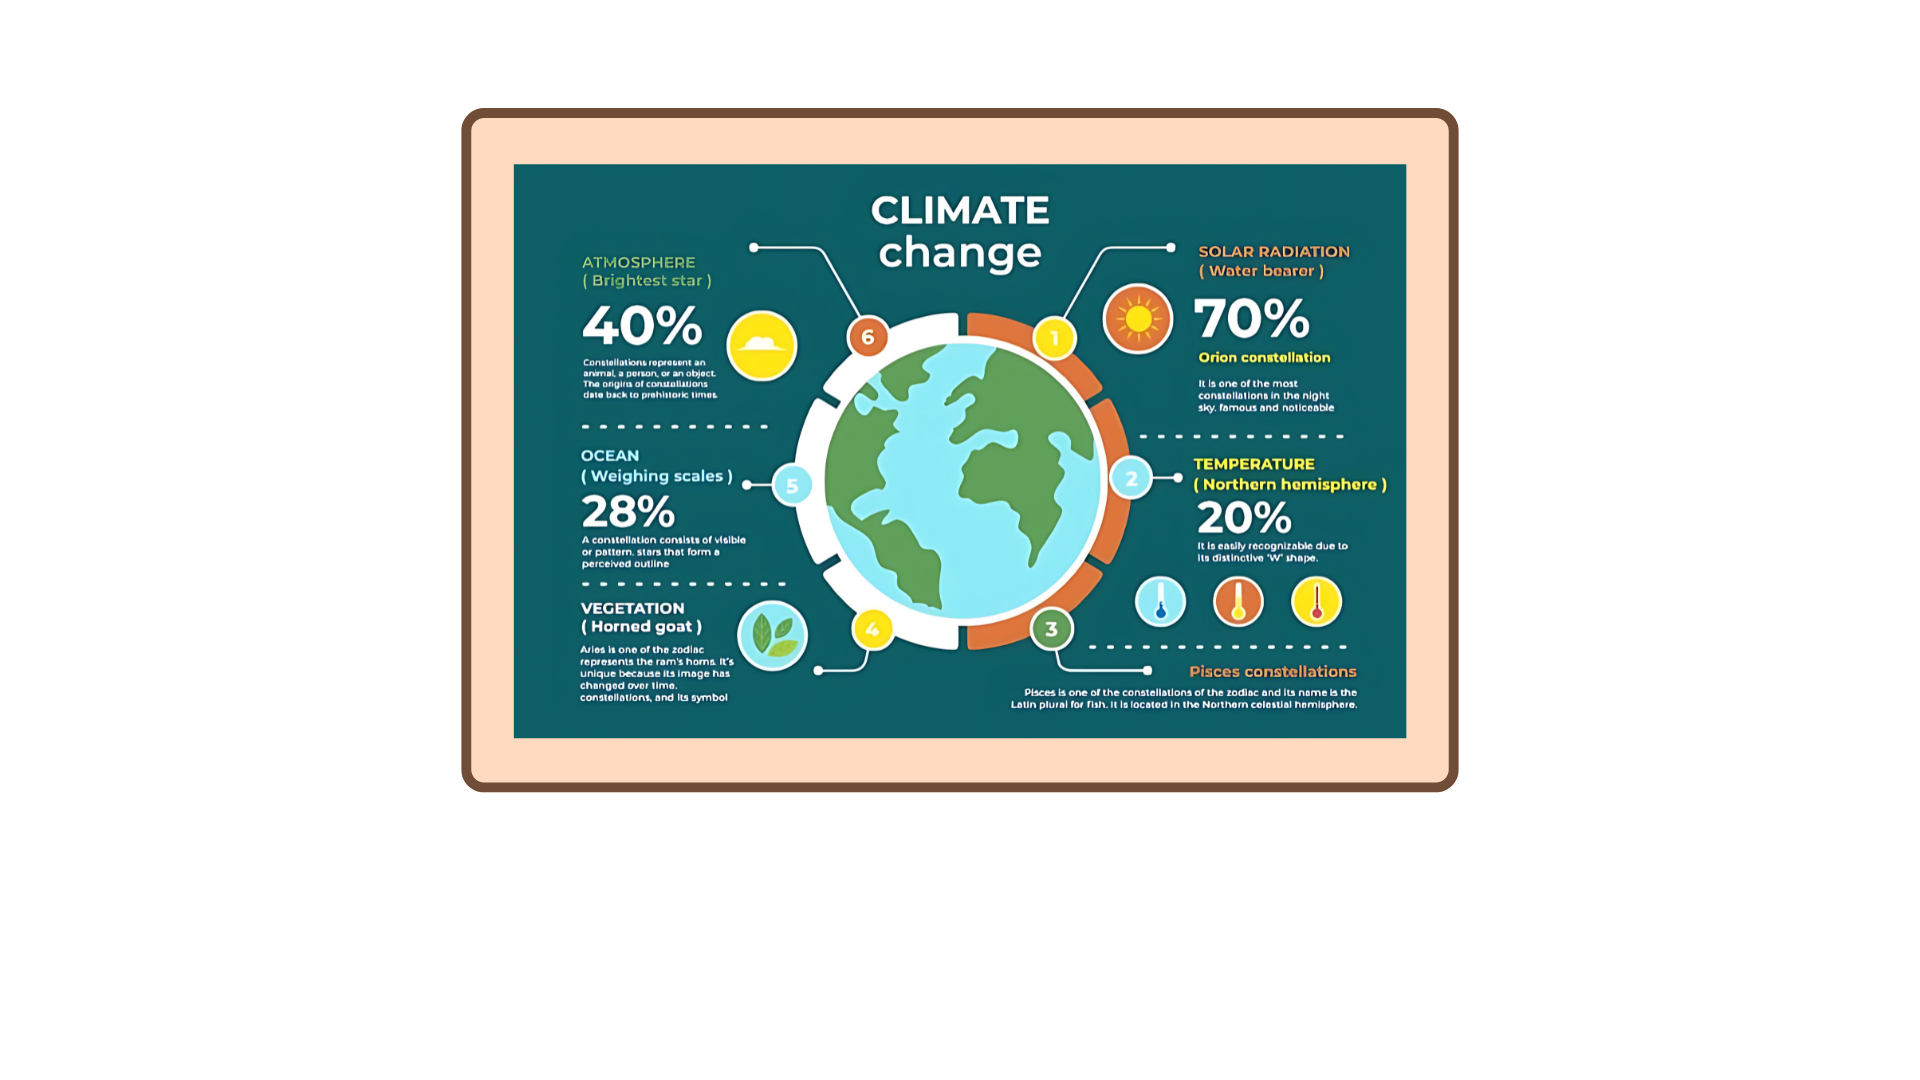 CLIMATE
change
SOLAR RADIATION
( Water bearer )
70%
Orion constellation
It is one of the most
constellations in the night
sky. famous and noticeable
1
TEMPERATURE
( Northern hemisphere )
20%
It is easily recognizable due to
its distinctive 'W' shape.
2
3
Pisces constellations
Pisces is one of the constellations of the zodiac and its name is the
Latin plural for fish. It is located in the Northern celestial hemisphere.
4
VEGETATION
( Horned goat )
Aries is one of the zodiac
represents the ram's horns. It's
unique because its image has
changed over time.
constellations, and its symbol
5
OCEAN
( Weighing scales )
28%
A constellation consists of visible
or pattern. stars that form a
perceived outline
6
ATMOSPHERE
( Brightest star )
40%
Constellations represent an
animal, a person, or an object.
The origins of constellations
date back to prehistoric times.